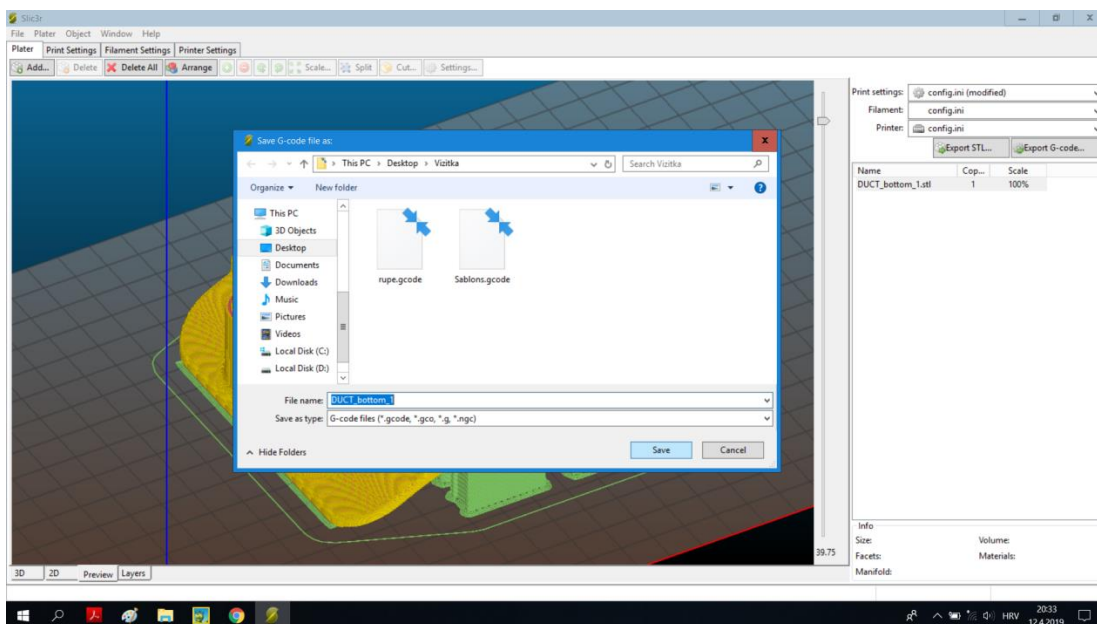 Slic3r
File Plater Object Window Help
Plater Print Settings Filament Settings Printer Settings
Add... Delete Delete All Arrange Scale... Split Cut... Settings...
Print settings: config.ini (modified)
Filament: config.ini
Printer: config.ini
Export STL... Export G-code...
Name Cop... Scale
DUCT_bottom_1.stl 1 100%
Save G-code file as:
This PC > Desktop > Vizitka Search Vizitka
Organize New folder
This PC
3D Objects
Desktop
Documents
Downloads
Music
Pictures
Videos
Local Disk (C:)
Local Disk (D:)
rupe.gcode Sablons.gcode
File name: DUCT_bottom_1
Save as type: G-code files (*.gcode, *.gco, *.g, *.ngc)
Hide Folders Save Cancel
39.75
Info
Size: Volume:
Facets: Materials:
Manifold:
3D 2D Preview Layers
HRV 20:33
12.4.2019.